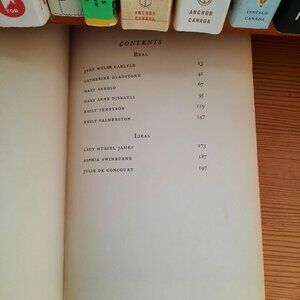 TOR
ANCHOR
CANADA
ANCHOR
CANADA
VINTAGE
CANADA
CONTENTS
REAL
JANE WELSH CARLYLE 13
CATHERINE GLADSTONE 41
MARY ARNOLD 67
MARY ANNE DISRAELI 95
EMILY TENNYSON 119
EMILY PALMERSTON 147
IDEAL
LADY MURIEL JAMES 173
SOPHIA SWINBURNE 187
JULIE DE GONCOURT 197